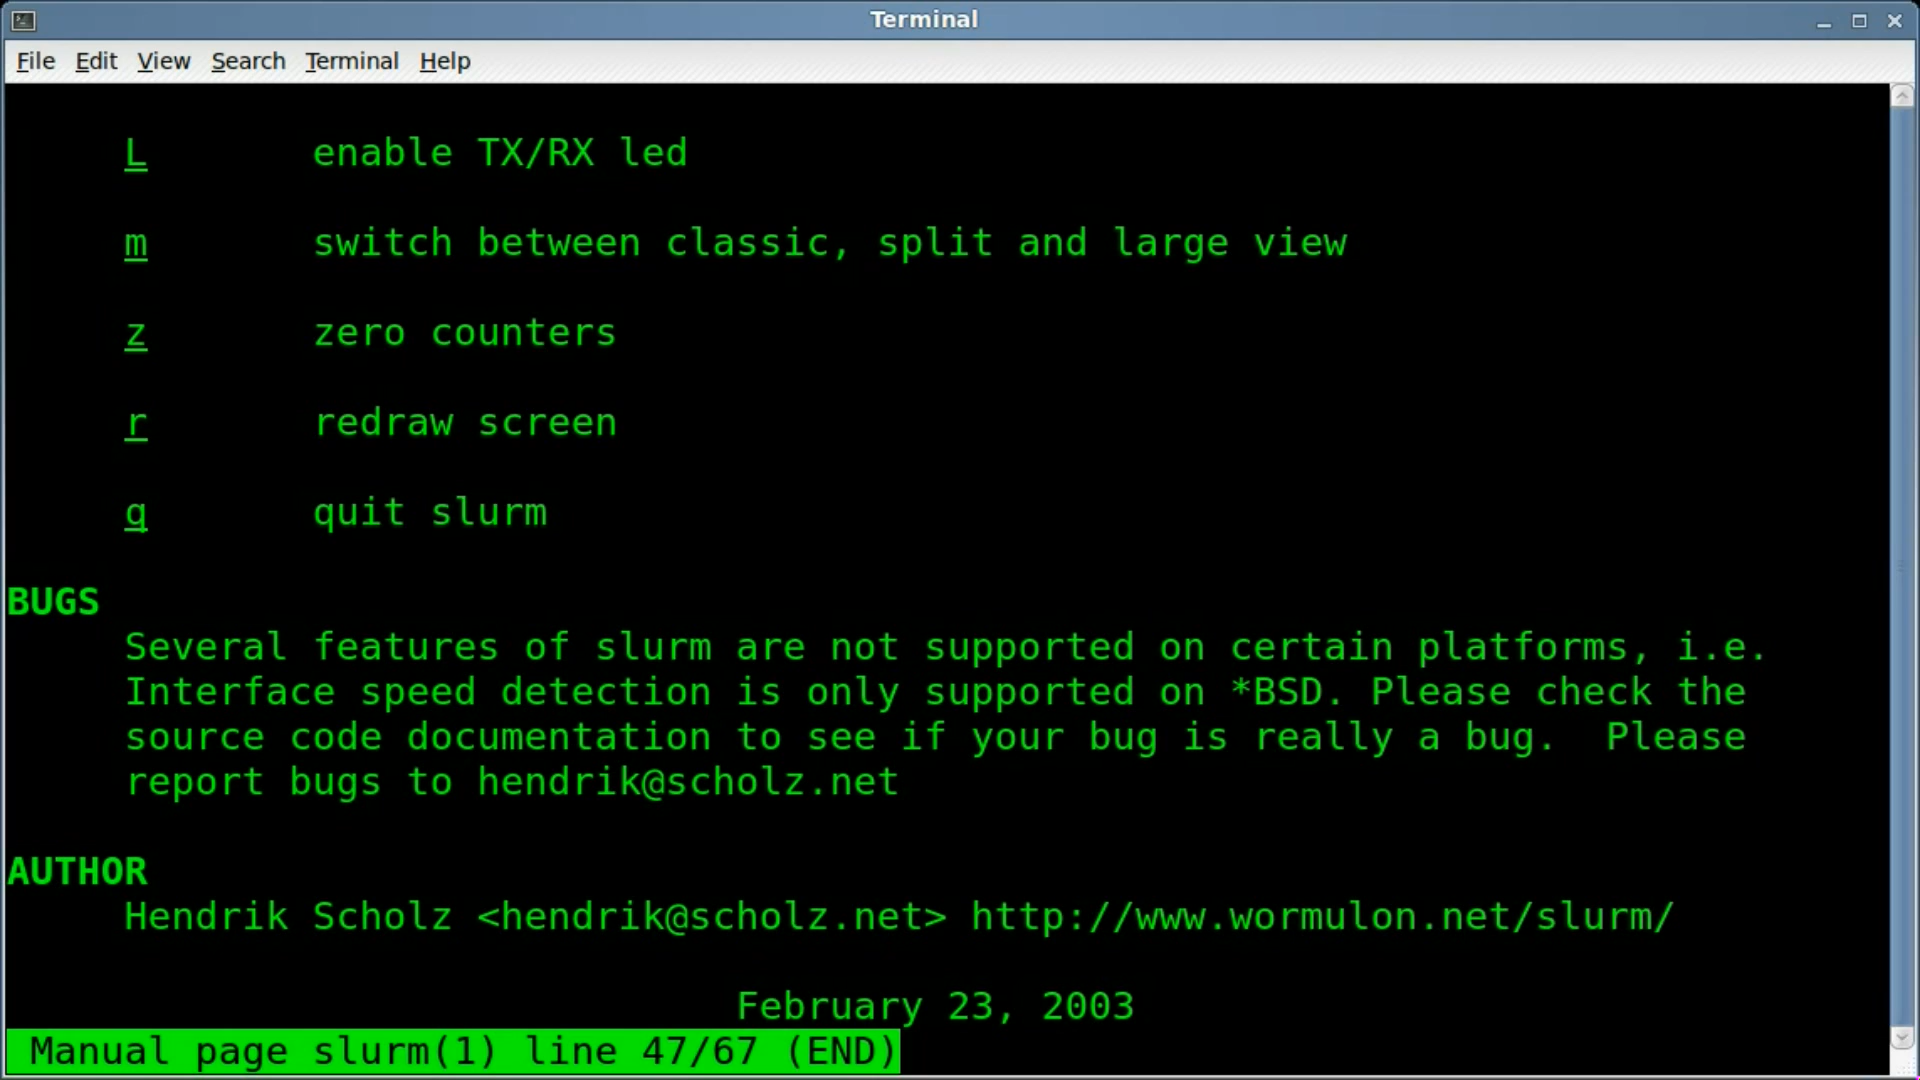 Terminal
File Edit View Search Terminal Help
L enable TX/RX led
m switch between classic, split and large view
z zero counters
r redraw screen
q quit slurm
BUGS
Several features of slurm are not supported on certain platforms, i.e.
Interface speed detection is only supported on *BSD. Please check the
source code documentation to see if your bug is really a bug.  Please
report bugs to hendrik@scholz.net
AUTHOR
Hendrik Scholz <hendrik@scholz.net> http://www.wormulon.net/slurm/
February 23, 2003
Manual page slurm(1) line 47/67 (END)